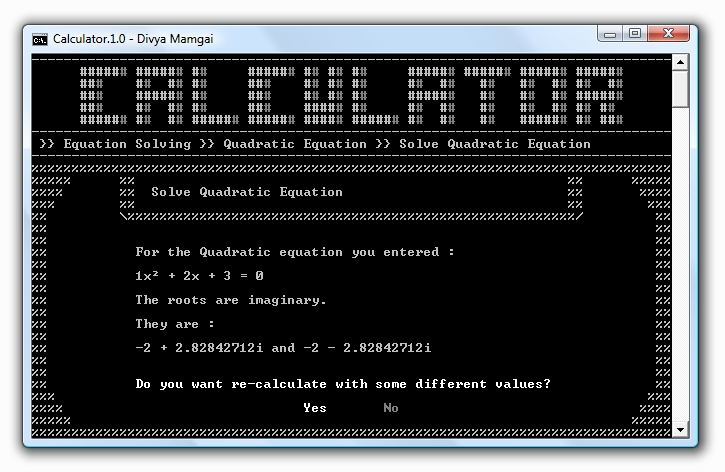 Calculator.1.0 - Divya Mamgai
CALCULATOR
>> Equation Solving >> Quadratic Equation >> Solve Quadratic Equation
Solve Quadratic Equation
For the Quadratic equation you entered :
1x² + 2x + 3 = 0
The roots are imaginary.
They are :
-2 + 2.82842712i and -2 - 2.82842712i
Do you want re-calculate with some different values?
Yes No